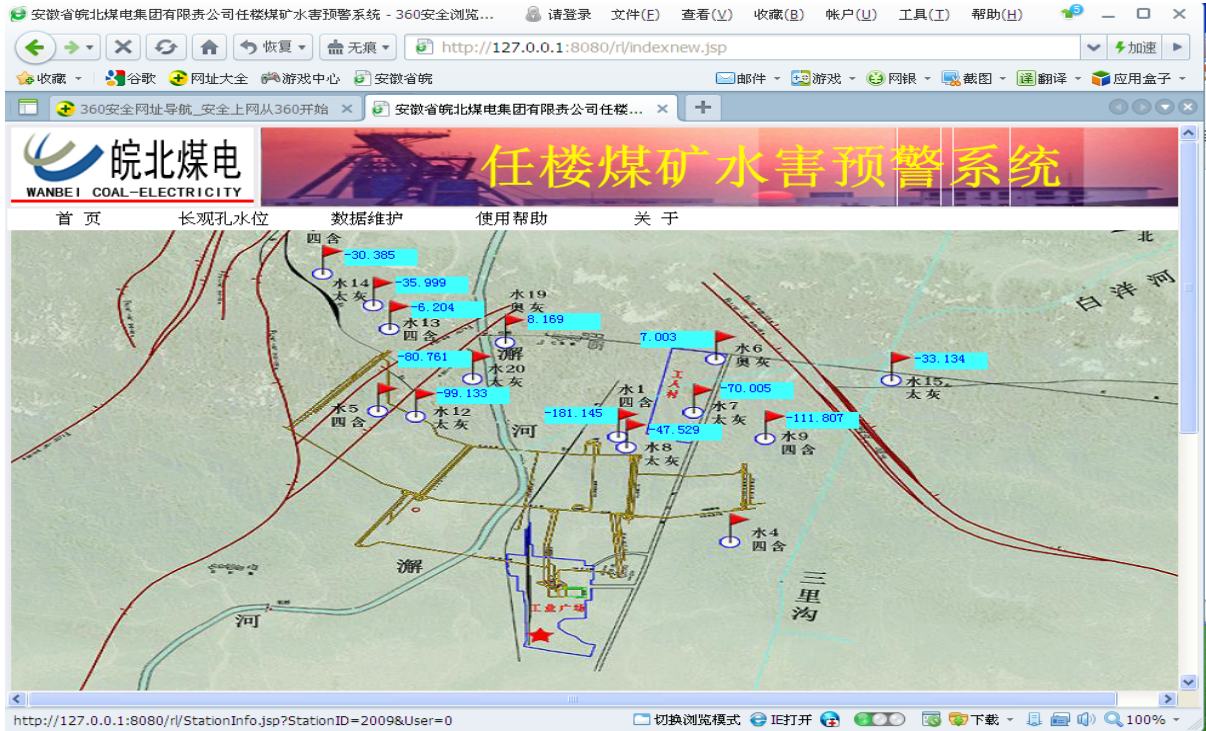 安徽省皖北煤电集团有限责公司任楼煤矿水害预警系统 - 360安全浏览...
请登录 文件(F) 查看(V) 收藏(B) 帐户(U) 工具(T) 帮助(H)
5
恢复 无痕 http://127.0.0.1:8080/rl/indexnew.jsp 加速
收藏 谷歌 网址大全 游戏中心 安徽省皖 邮件 游戏 网银 截图 翻译 应用盒子
360安全网址导航_安全上网从360开始 安徽省皖北煤电集团有限责公司任楼...
皖北煤电
WANBEI COAL-ELECTRICITY
任楼煤矿水害预警系统
首 页 长观孔水位 数据维护 使用帮助 关 于
四含
-30.385
北
水14
太灰
-35.999
白洋河
水19
奥灰
-6.204
水13
四含
8.169
7.003
水6
奥灰
-80.761
澥
水20
太灰
-33.134
水15
太灰
工人村
水5
四含
-99.133
水12
太灰
水1
四含
-70.005
水7
太灰
-181.145
-47.529
水8
太灰
-111.807
水9
四含
河
水4
四含
澥
河
三里沟
工业广场
http://127.0.0.1:8080/rl/StationInfo.jsp?StationID=2009&User=0 切换浏览模式 IE打开 下载 100%